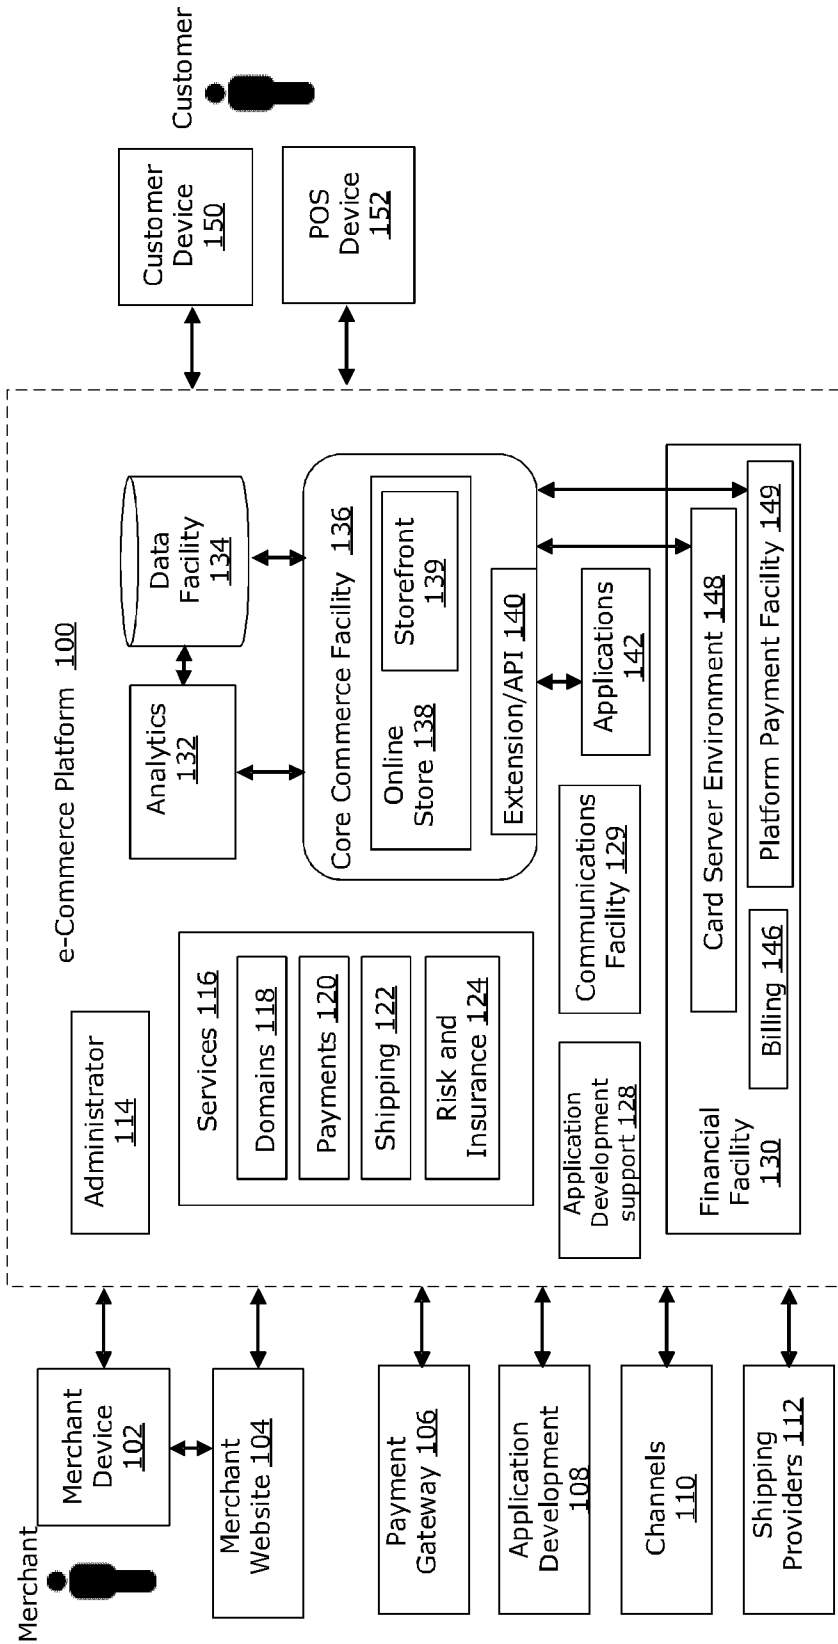 Merchant
Merchant
Device
102
Merchant
Website 104
Payment
Gateway 106
Application
Development
108
Channels
110
Shipping
Providers 112
e-Commerce Platform 100
Administrator
114
Services 116
Domains 118
Payments 120
Shipping 122
Risk and
Insurance 124
Application
Development
support 128
Communications
Facility 129
Financial
Facility
130
Billing 146
Card Server Environment 148
Platform Payment Facility 149
Analytics
132
Data
Facility
134
Core Commerce Facility 136
Online
Store 138
Storefront
139
Extension/API 140
Applications
142
Customer
Device
150
POS
Device
152
Customer